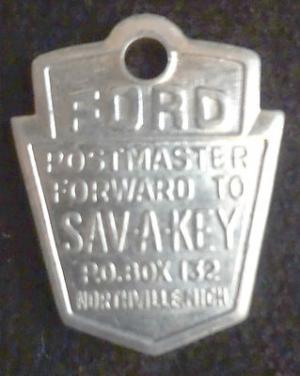 FORD
POSTMASTER
FORWARD TO
SAV-A-KEY
P.O. BOX 132
NORTHVILLE MICH